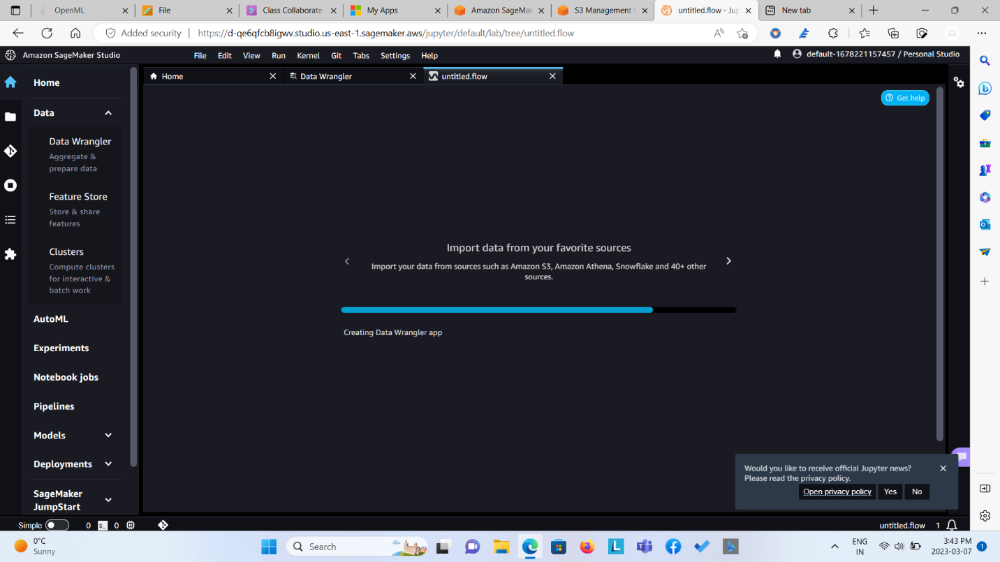 OpenML
File
Class Collaborate
My Apps
Amazon SageMa
S3 Management
untitled.flow - Jup
New tab
Added security
https://d-qe6qfcb8igwv.studio.us-east-1.sagemaker.aws/jupyter/default/lab/tree/untitled.flow
Amazon SageMaker Studio
File Edit View Run Kernel Git Tabs Settings Help
default-1678221157457 / Personal Studio
Home
Data Wrangler
untitled.flow
Get help
Home
Data
Data Wrangler
Aggregate &
prepare data
Feature Store
Store & share
features
Clusters
Compute clusters
for interactive &
batch work
AutoML
Experiments
Notebook jobs
Pipelines
Models
Deployments
SageMaker
JumpStart
Import data from your favorite sources
Import your data from sources such as Amazon S3, Amazon Athena, Snowflake and 40+ other
sources.
Creating Data Wrangler app
Would you like to receive official Jupyter news?
Please read the privacy policy.
Open privacy policy Yes No
Simple 0 $_ 0
untitled.flow 1
0°C
Sunny
Search
ENG
IN
3:43 PM
2023-03-07
1